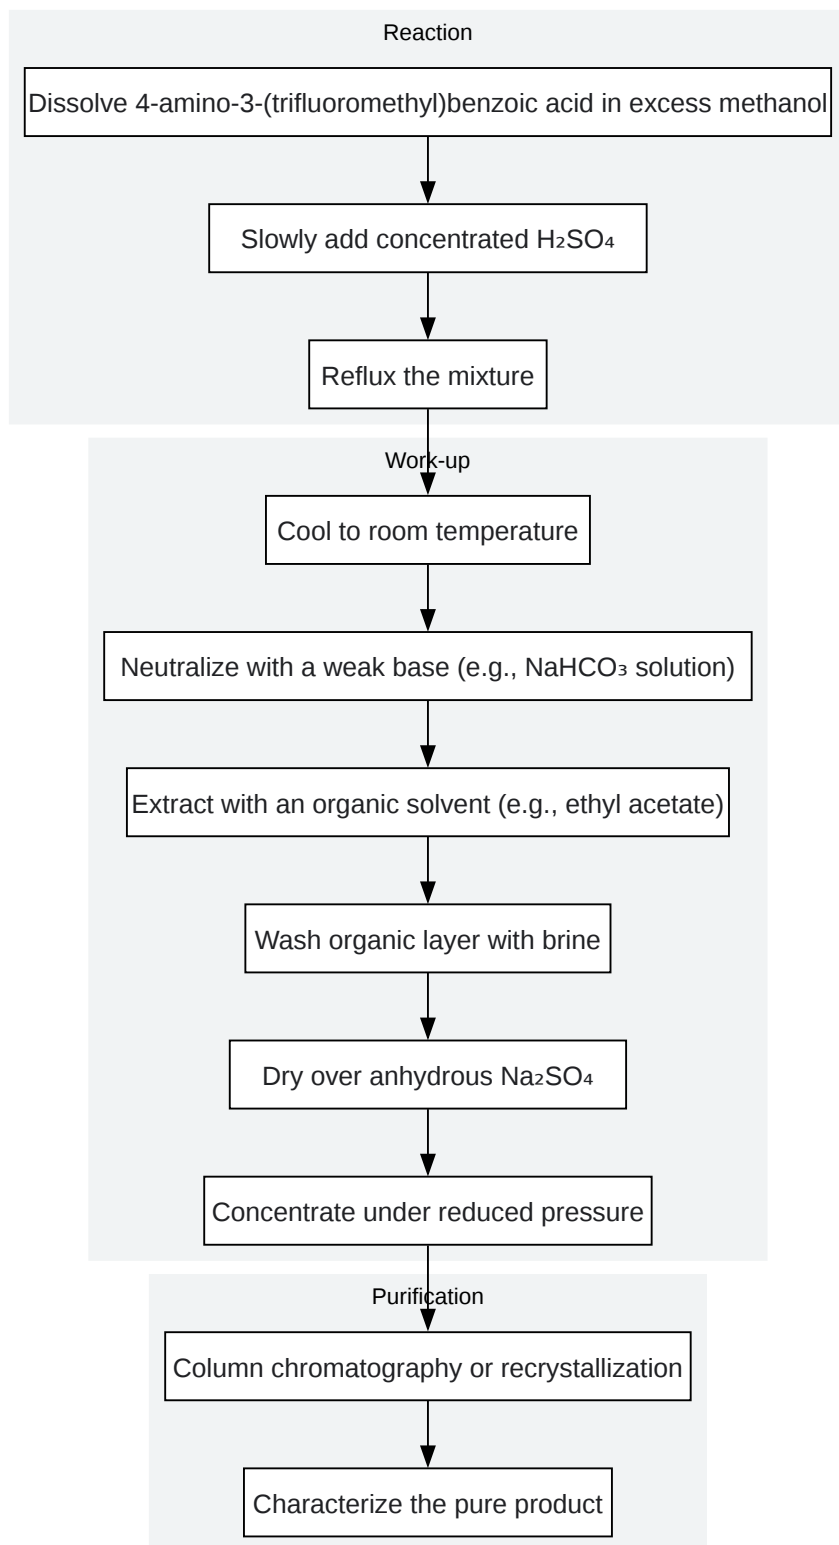 Reaction
Dissolve 4-amino-3-(trifluoromethyl)benzoic acid in excess methanol
Slowly add concentrated H₂SO₄
Reflux the mixture
Work-up
Cool to room temperature
Neutralize with a weak base (e.g., NaHCO₃ solution)
Extract with an organic solvent (e.g., ethyl acetate)
Wash organic layer with brine
Dry over anhydrous Na₂SO₄
Concentrate under reduced pressure
Purification
Column chromatography or recrystallization
Characterize the pure product